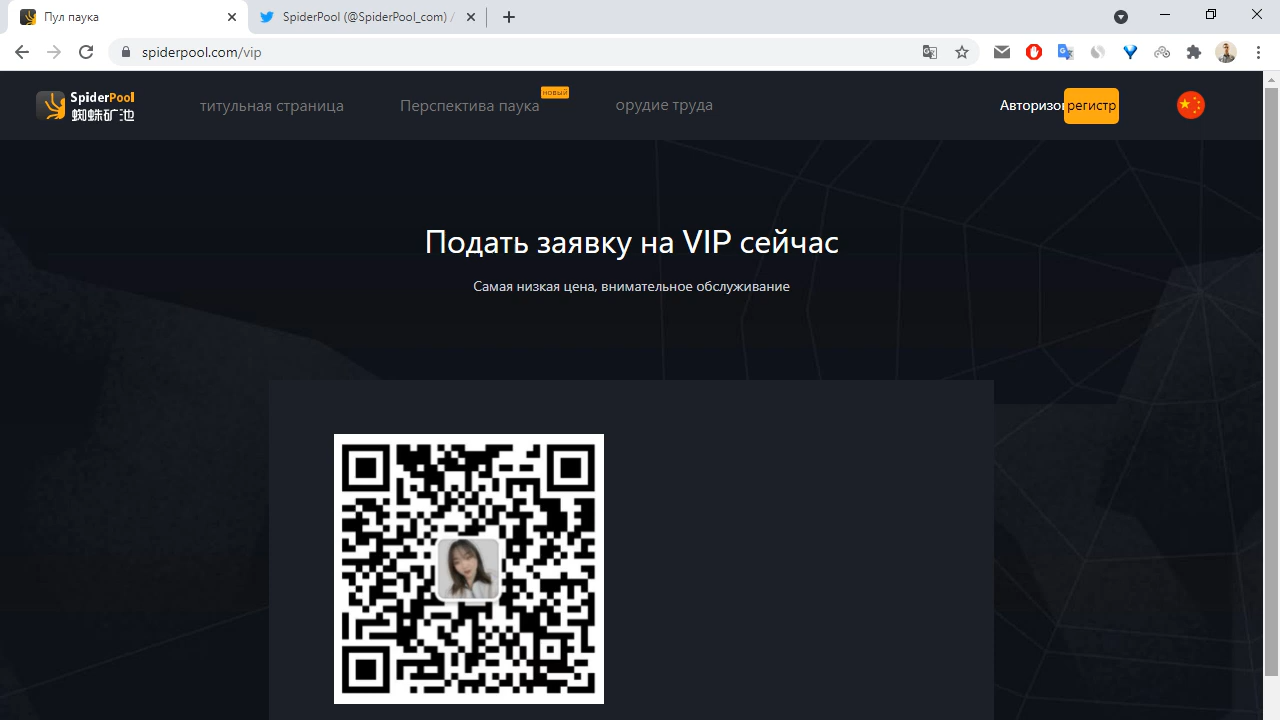 Пул паука
SpiderPool (@SpiderPool_com) /
spiderpool.com/vip
SpiderPool
蜘蛛矿池
титульная страница
Перспектива паука
новый
орудие труда
Авторизов
регистр
Подать заявку на VIP сейчас
Самая низкая цена, внимательное обслуживание